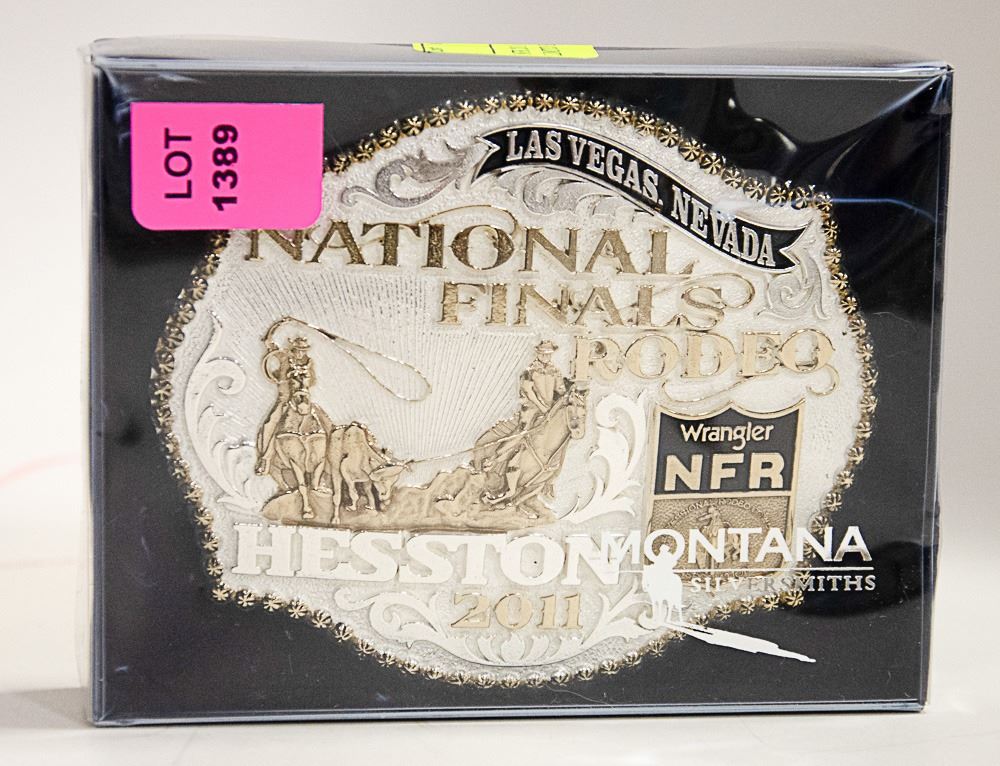 LOT
1389
LAS VEGAS, NEVADA
NATIONAL
FINALS
RODEO
Wrangler
NFR
HESSTON
2011
MONTANA
SILVERSMITHS